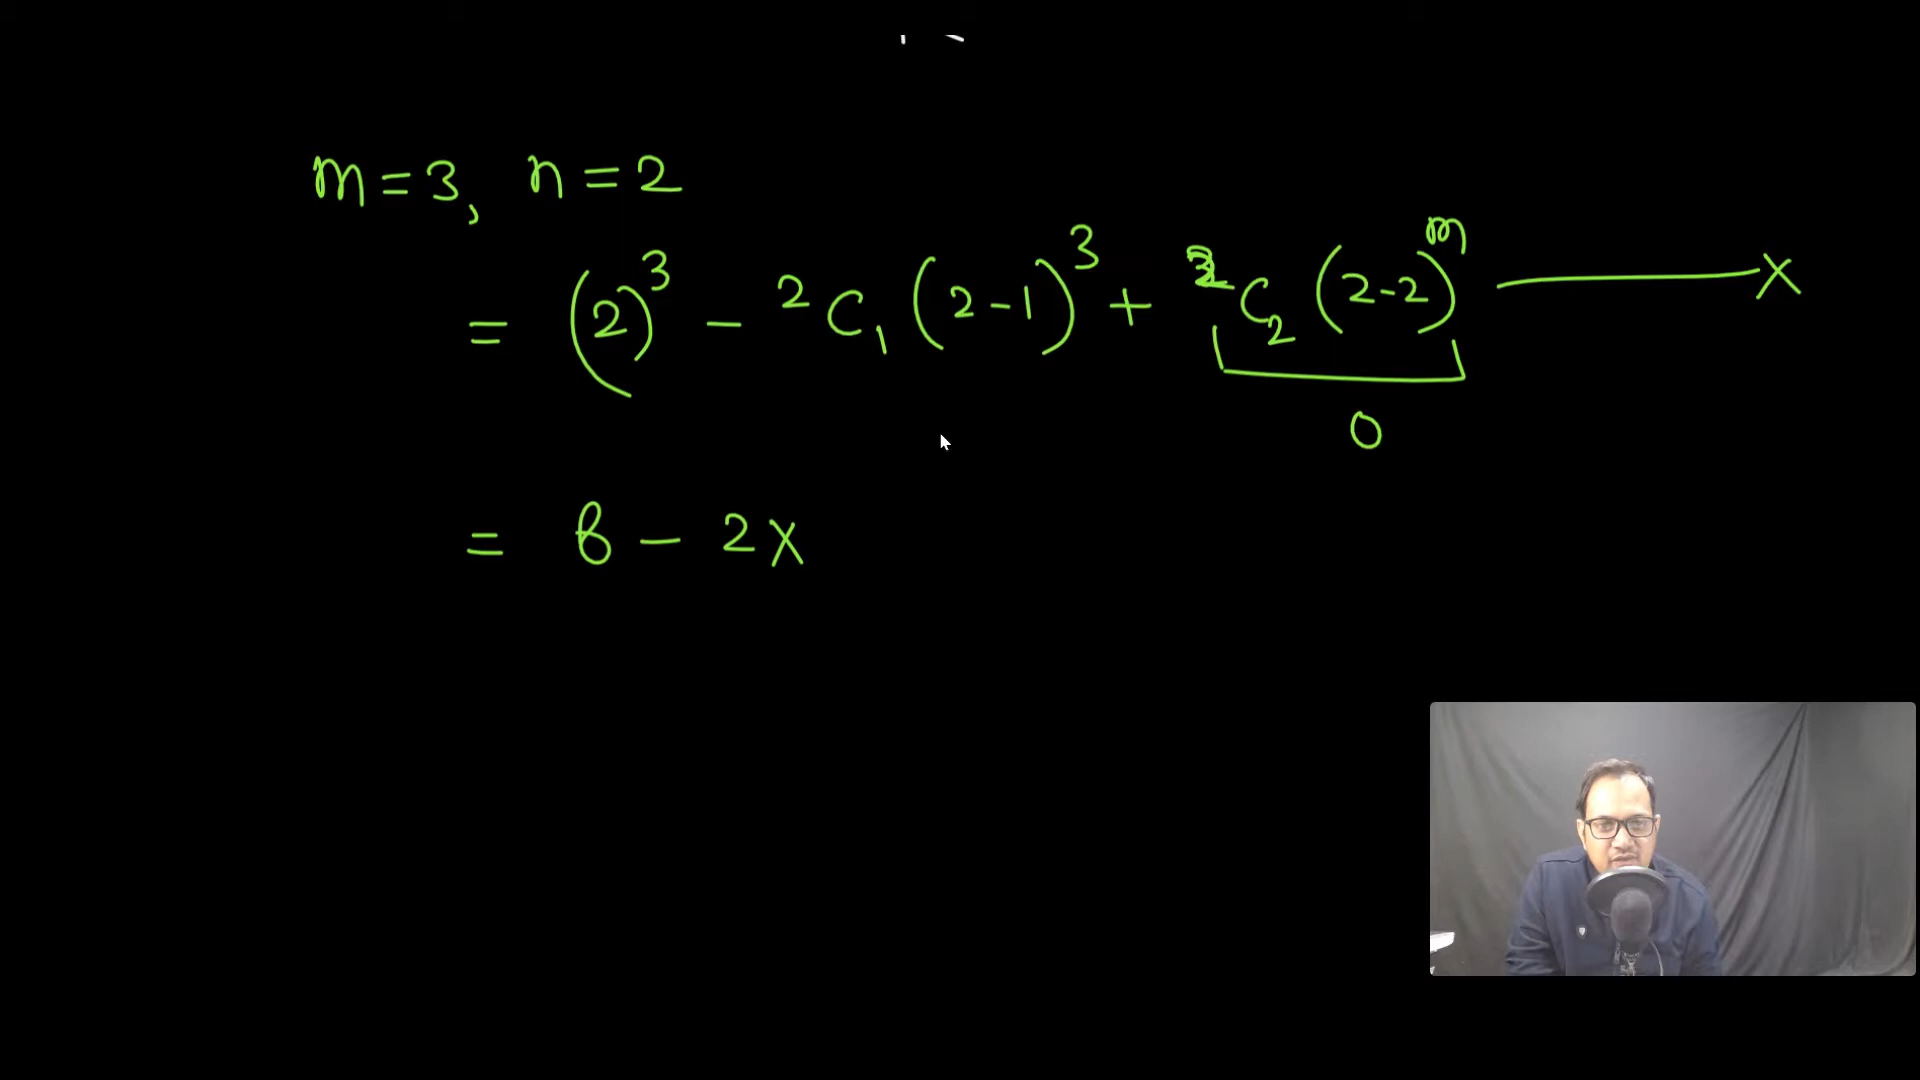 m = 3, n = 2
= (2)³ - ²C₁ (2-1)³ + ²C₂ (2-2)ᵐ ——— X
0
= 8 - 2 X